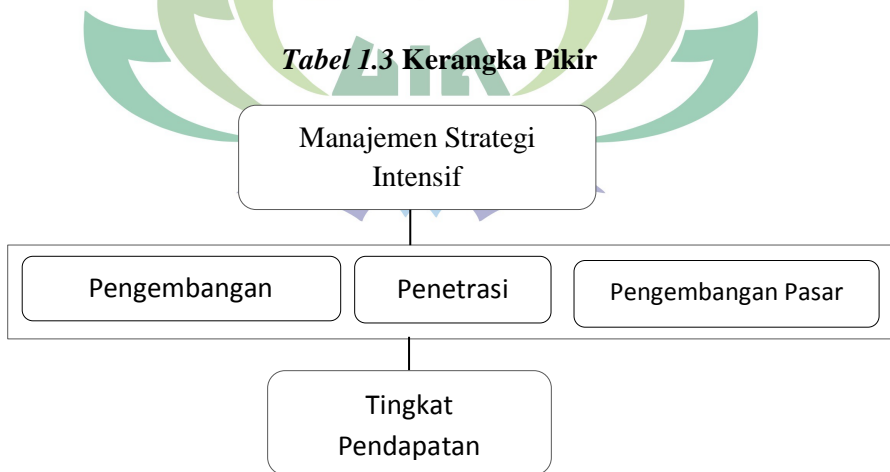 Tabel 1.3 Kerangka Pikir
Manajemen Strategi
Intensif
Pengembangan
Penetrasi
Pengembangan Pasar
Tingkat
Pendapatan